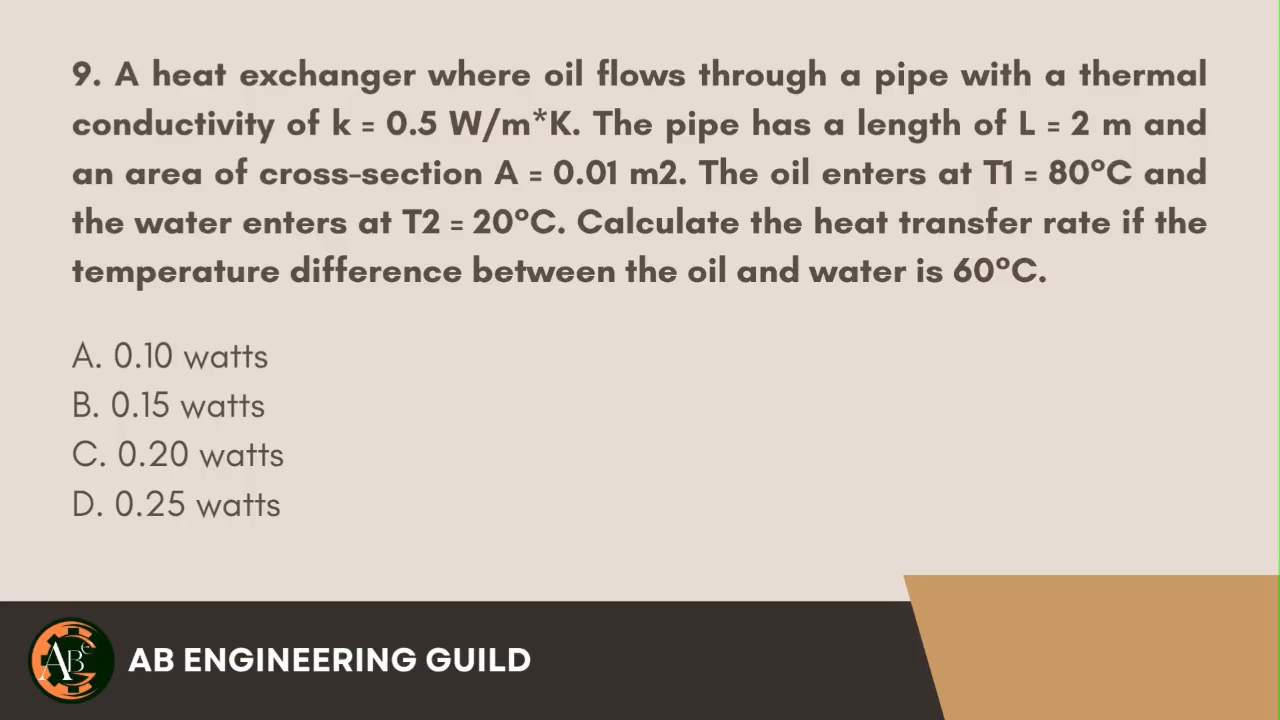 9. A heat exchanger where oil flows through a pipe with a thermal
conductivity of k = 0.5 W/m*K. The pipe has a length of L = 2 m and
an area of cross-section A = 0.01 m2. The oil enters at T1 = 80°C and
the water enters at T2 = 20°C. Calculate the heat transfer rate if the
temperature difference between the oil and water is 60°C.
A. 0.10 watts
B. 0.15 watts
C. 0.20 watts
D. 0.25 watts
ABe
AB ENGINEERING GUILD